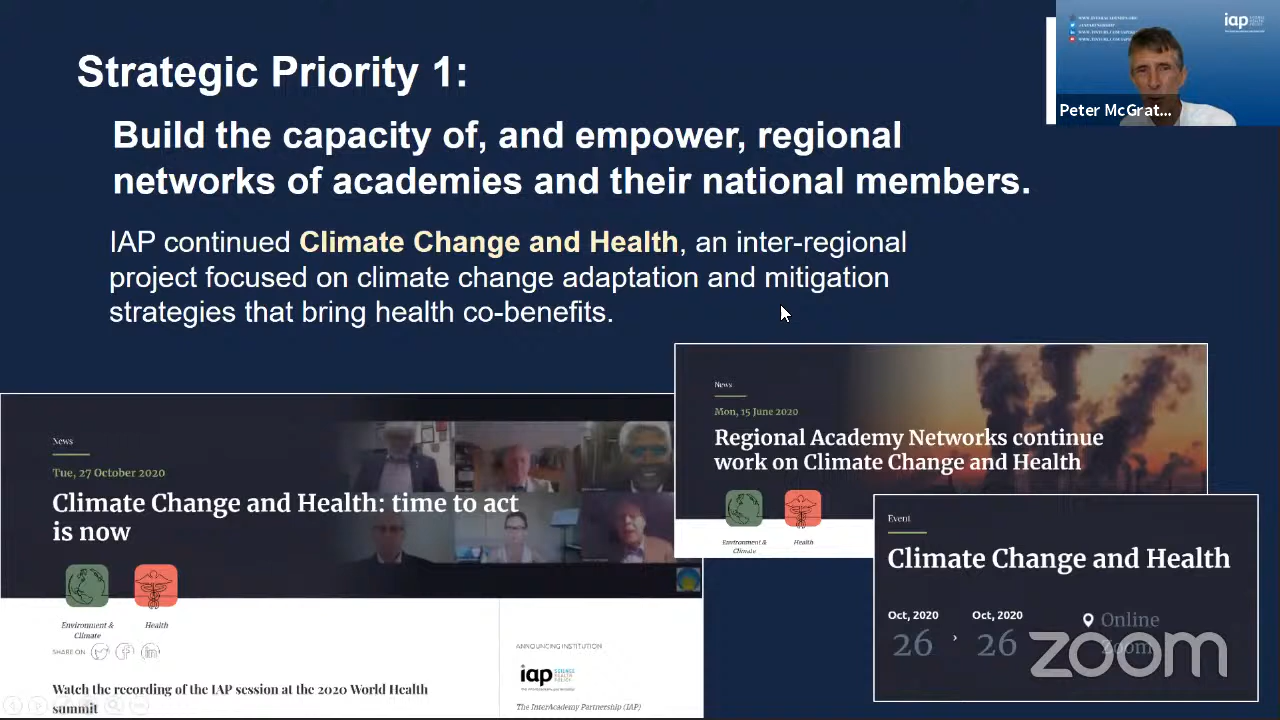 Strategic Priority 1:
Build the capacity of, and empower, regional
networks of academies and their national members.
IAP continued Climate Change and Health, an inter-regional
project focused on climate change adaptation and mitigation
strategies that bring health co-benefits.
iap
Peter McGrat...
News
Tue, 27 October 2020
Climate Change and Health: time to act
is now
Environment &
Climate
Health
SHARE ON
Watch the recording of the IAP session at the 2020 World Health
summit
ANNOUNCING INSTITUTION
iap SCIENCE
HEALTH
POLICY
The InterAcademy Partnership (IAP)
News
Mon, 15 June 2020
Regional Academy Networks continue
work on Climate Change and Health
Environment &
Climate
Health
Event
Climate Change and Health
Oct, 2020
26
›
Oct, 2020
26
Online
Zoom
zoom